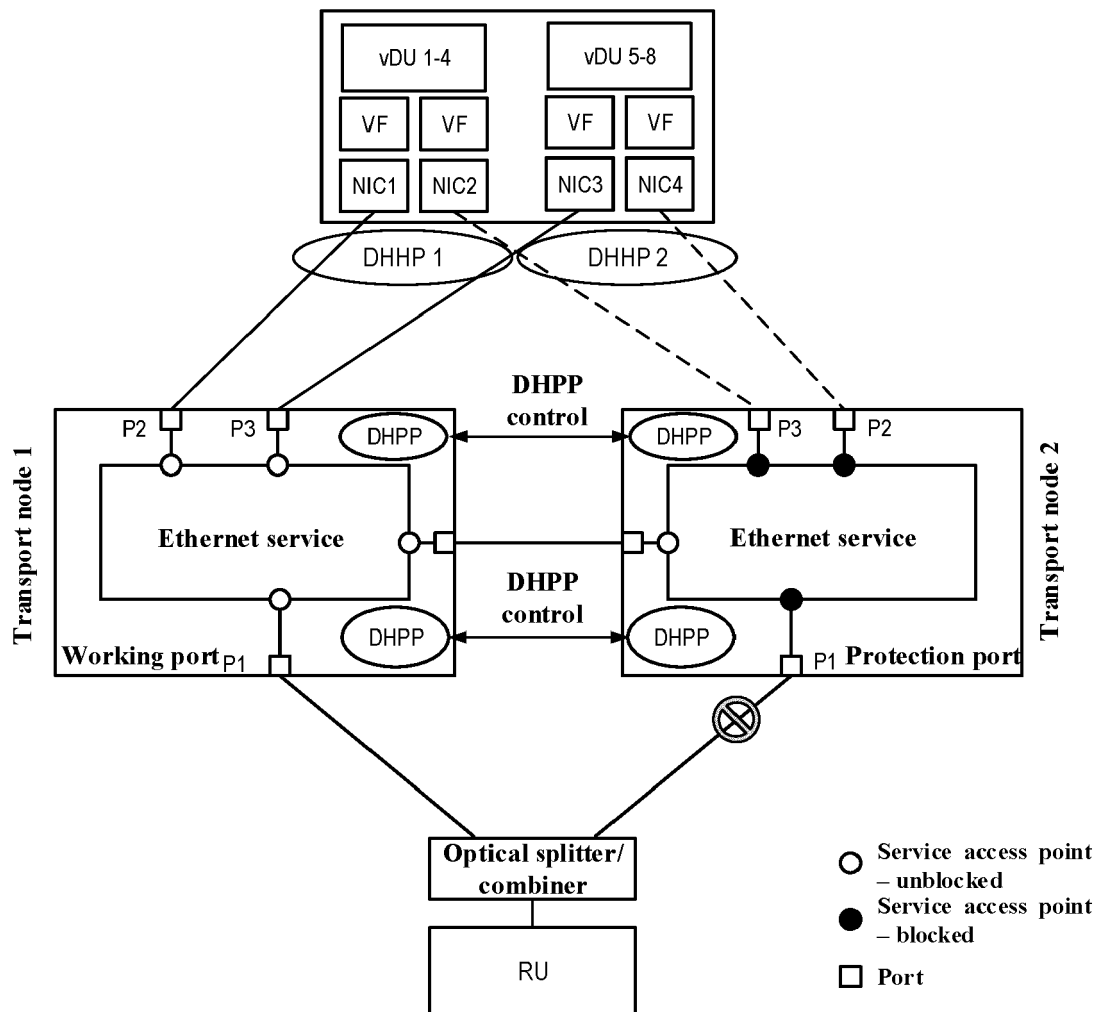 vDU 1-4
vDU 5-8
VF
VF
VF
VF
NIC1
NIC2
NIC3
NIC4
DHHP 1
DHHP 2
DHPP
control
P2
P3
DHPP
DHPP
P3
P2
Transport node 1
Ethernet service
Ethernet service
Transport node 2
DHPP
control
DHPP
DHPP
Working port
P1
P1
Protection port
Optical splitter/
combiner
RU
Service access point
– unblocked
Service access point
– blocked
Port